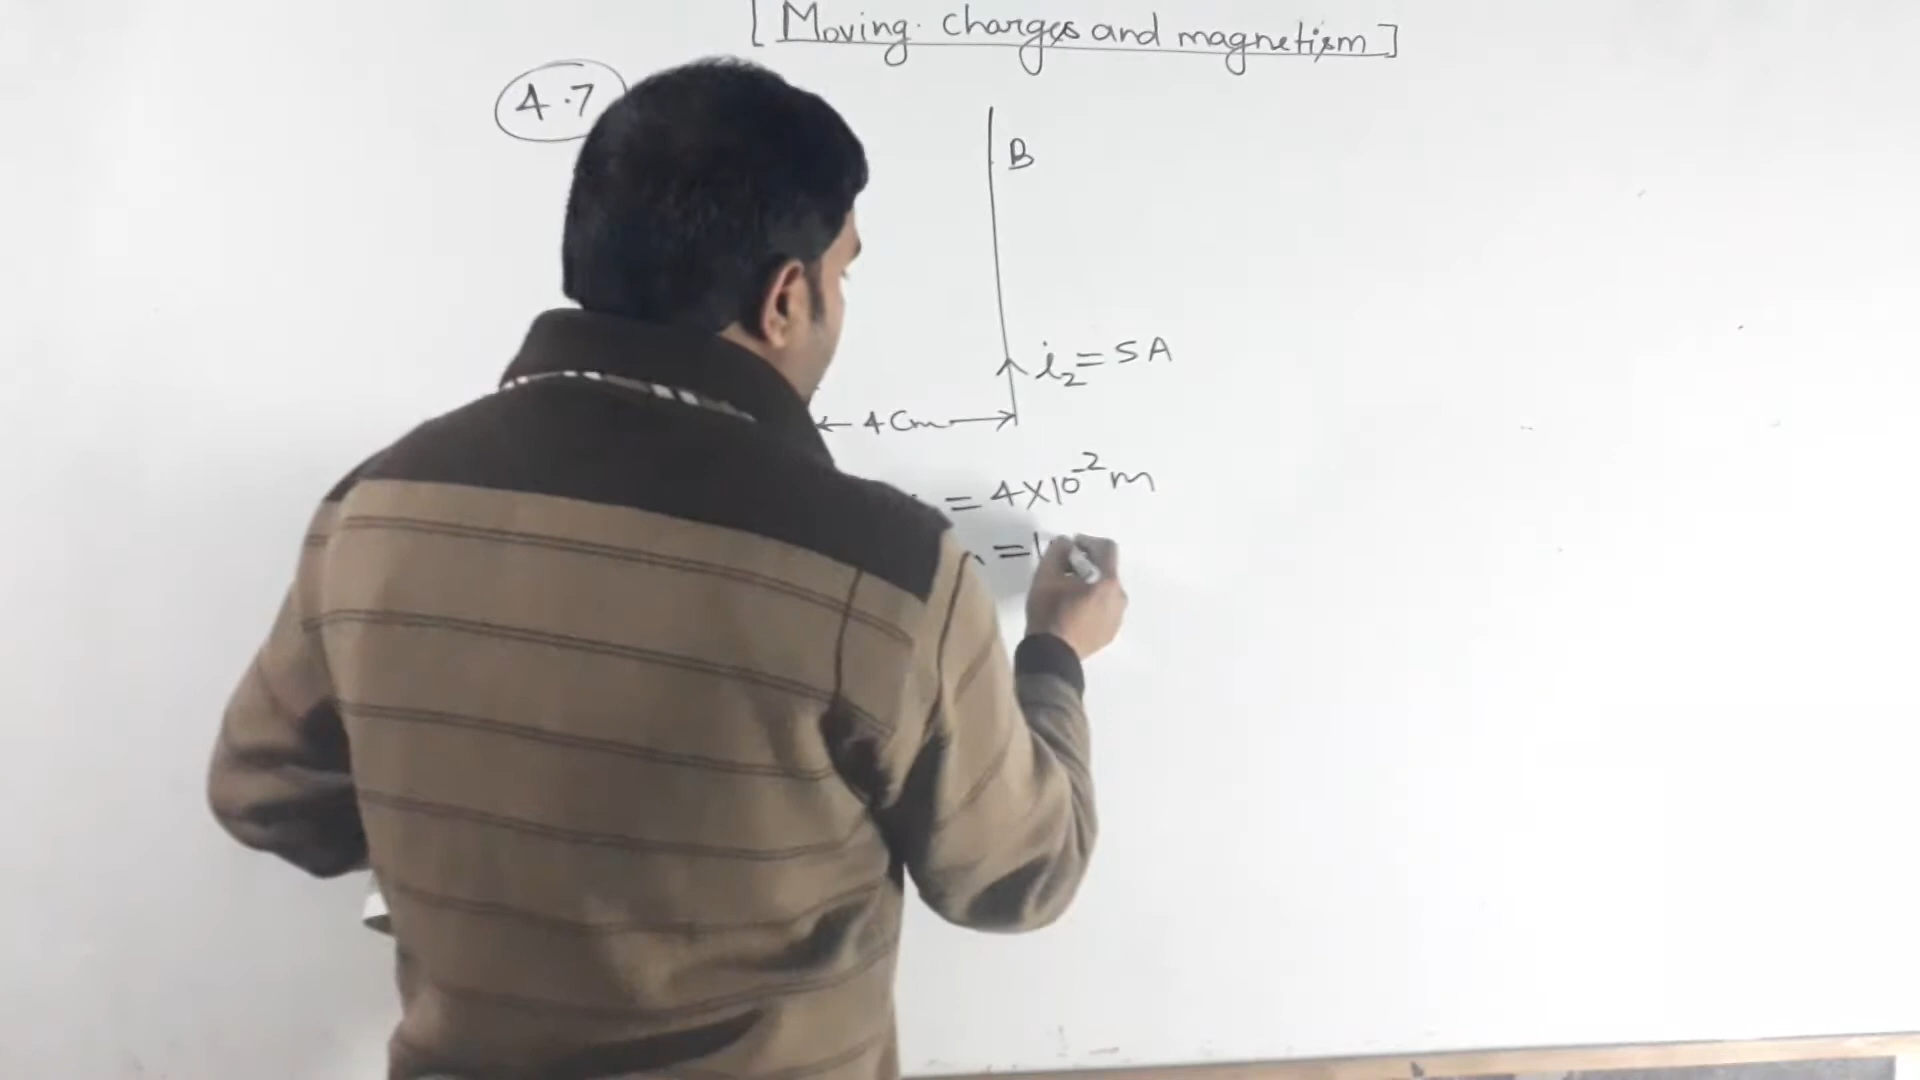 [Moving charges and magnetism]
4.7
B
i₂ = 5A
4 Cm
= 4×10⁻² m
=